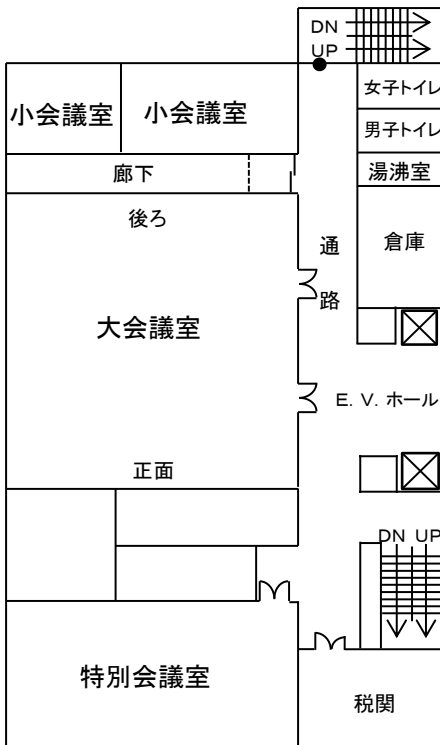 DN
UP
女子トイレ
小会議室
小会議室
男子トイレ
湯沸室
廊下
後ろ
通路
倉庫
大会議室
E. V. ホール
正面
DN UP
特別会議室
税関